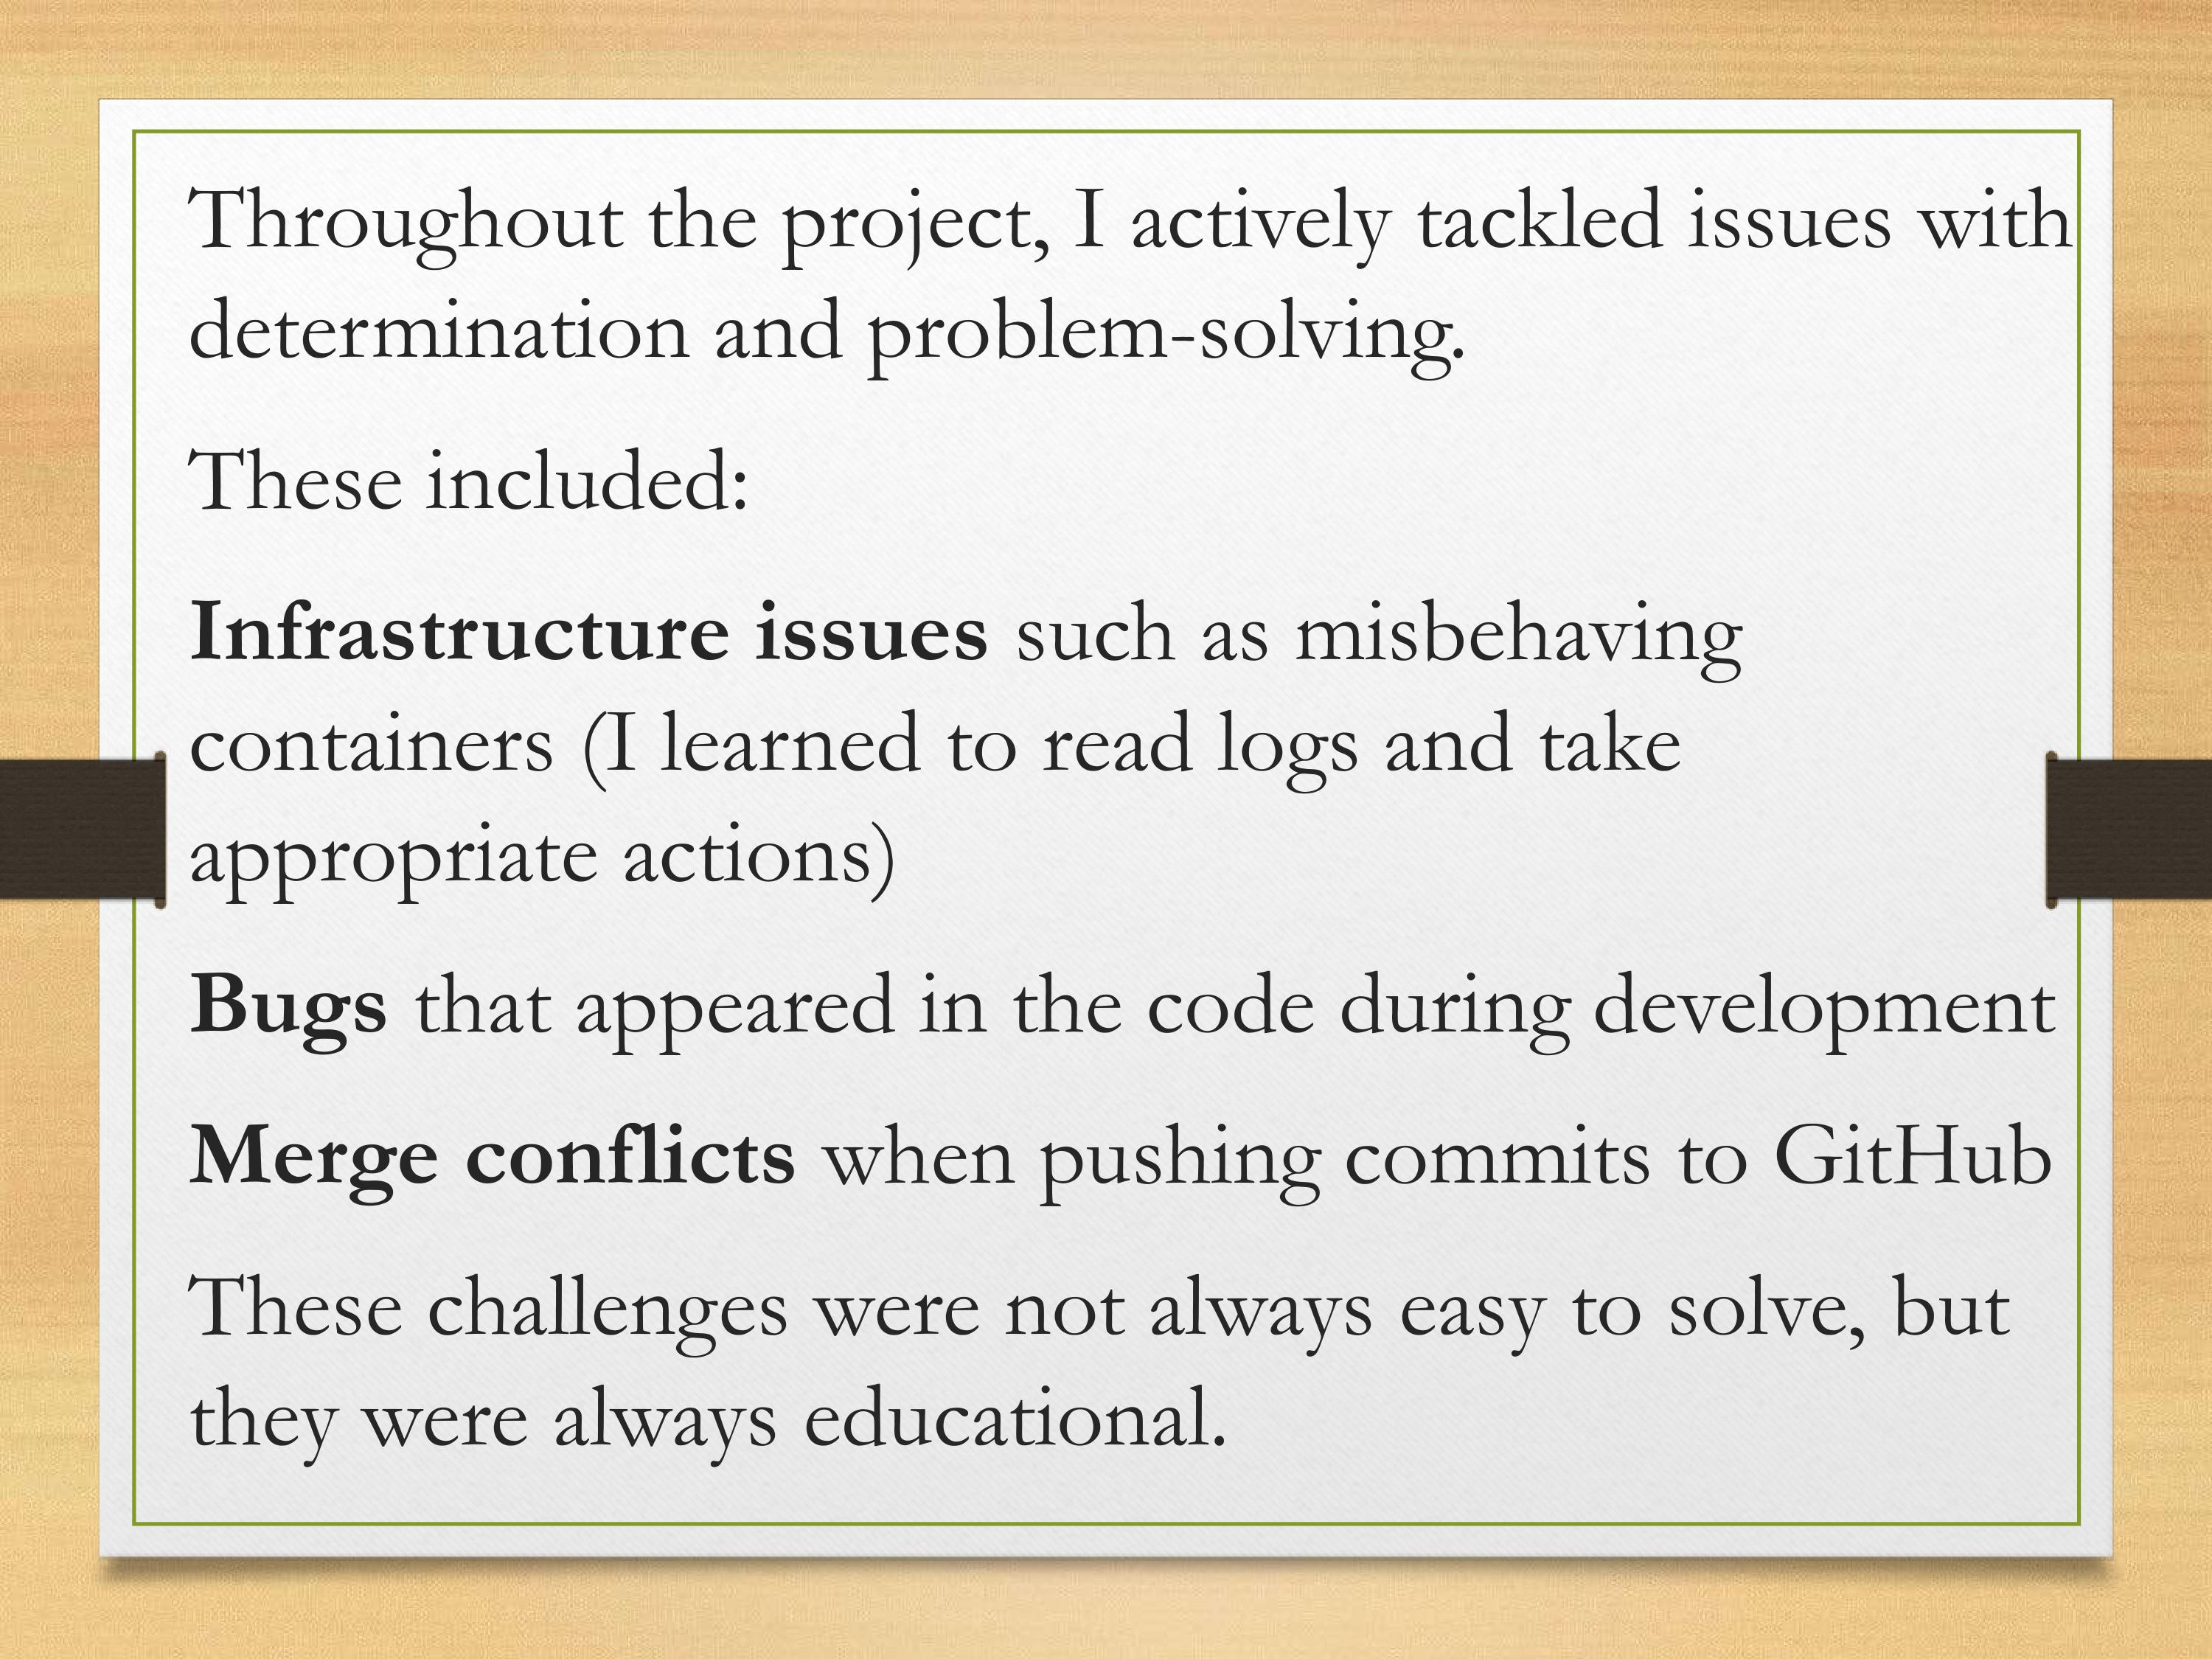 Throughout the project, I actively tackled issues with
determination and problem-solving.
These included:
Infrastructure issues such as misbehaving
containers (I learned to read logs and take
appropriate actions)
Bugs that appeared in the code during development
Merge conflicts when pushing commits to GitHub
These challenges were not always easy to solve, but
they were always educational.